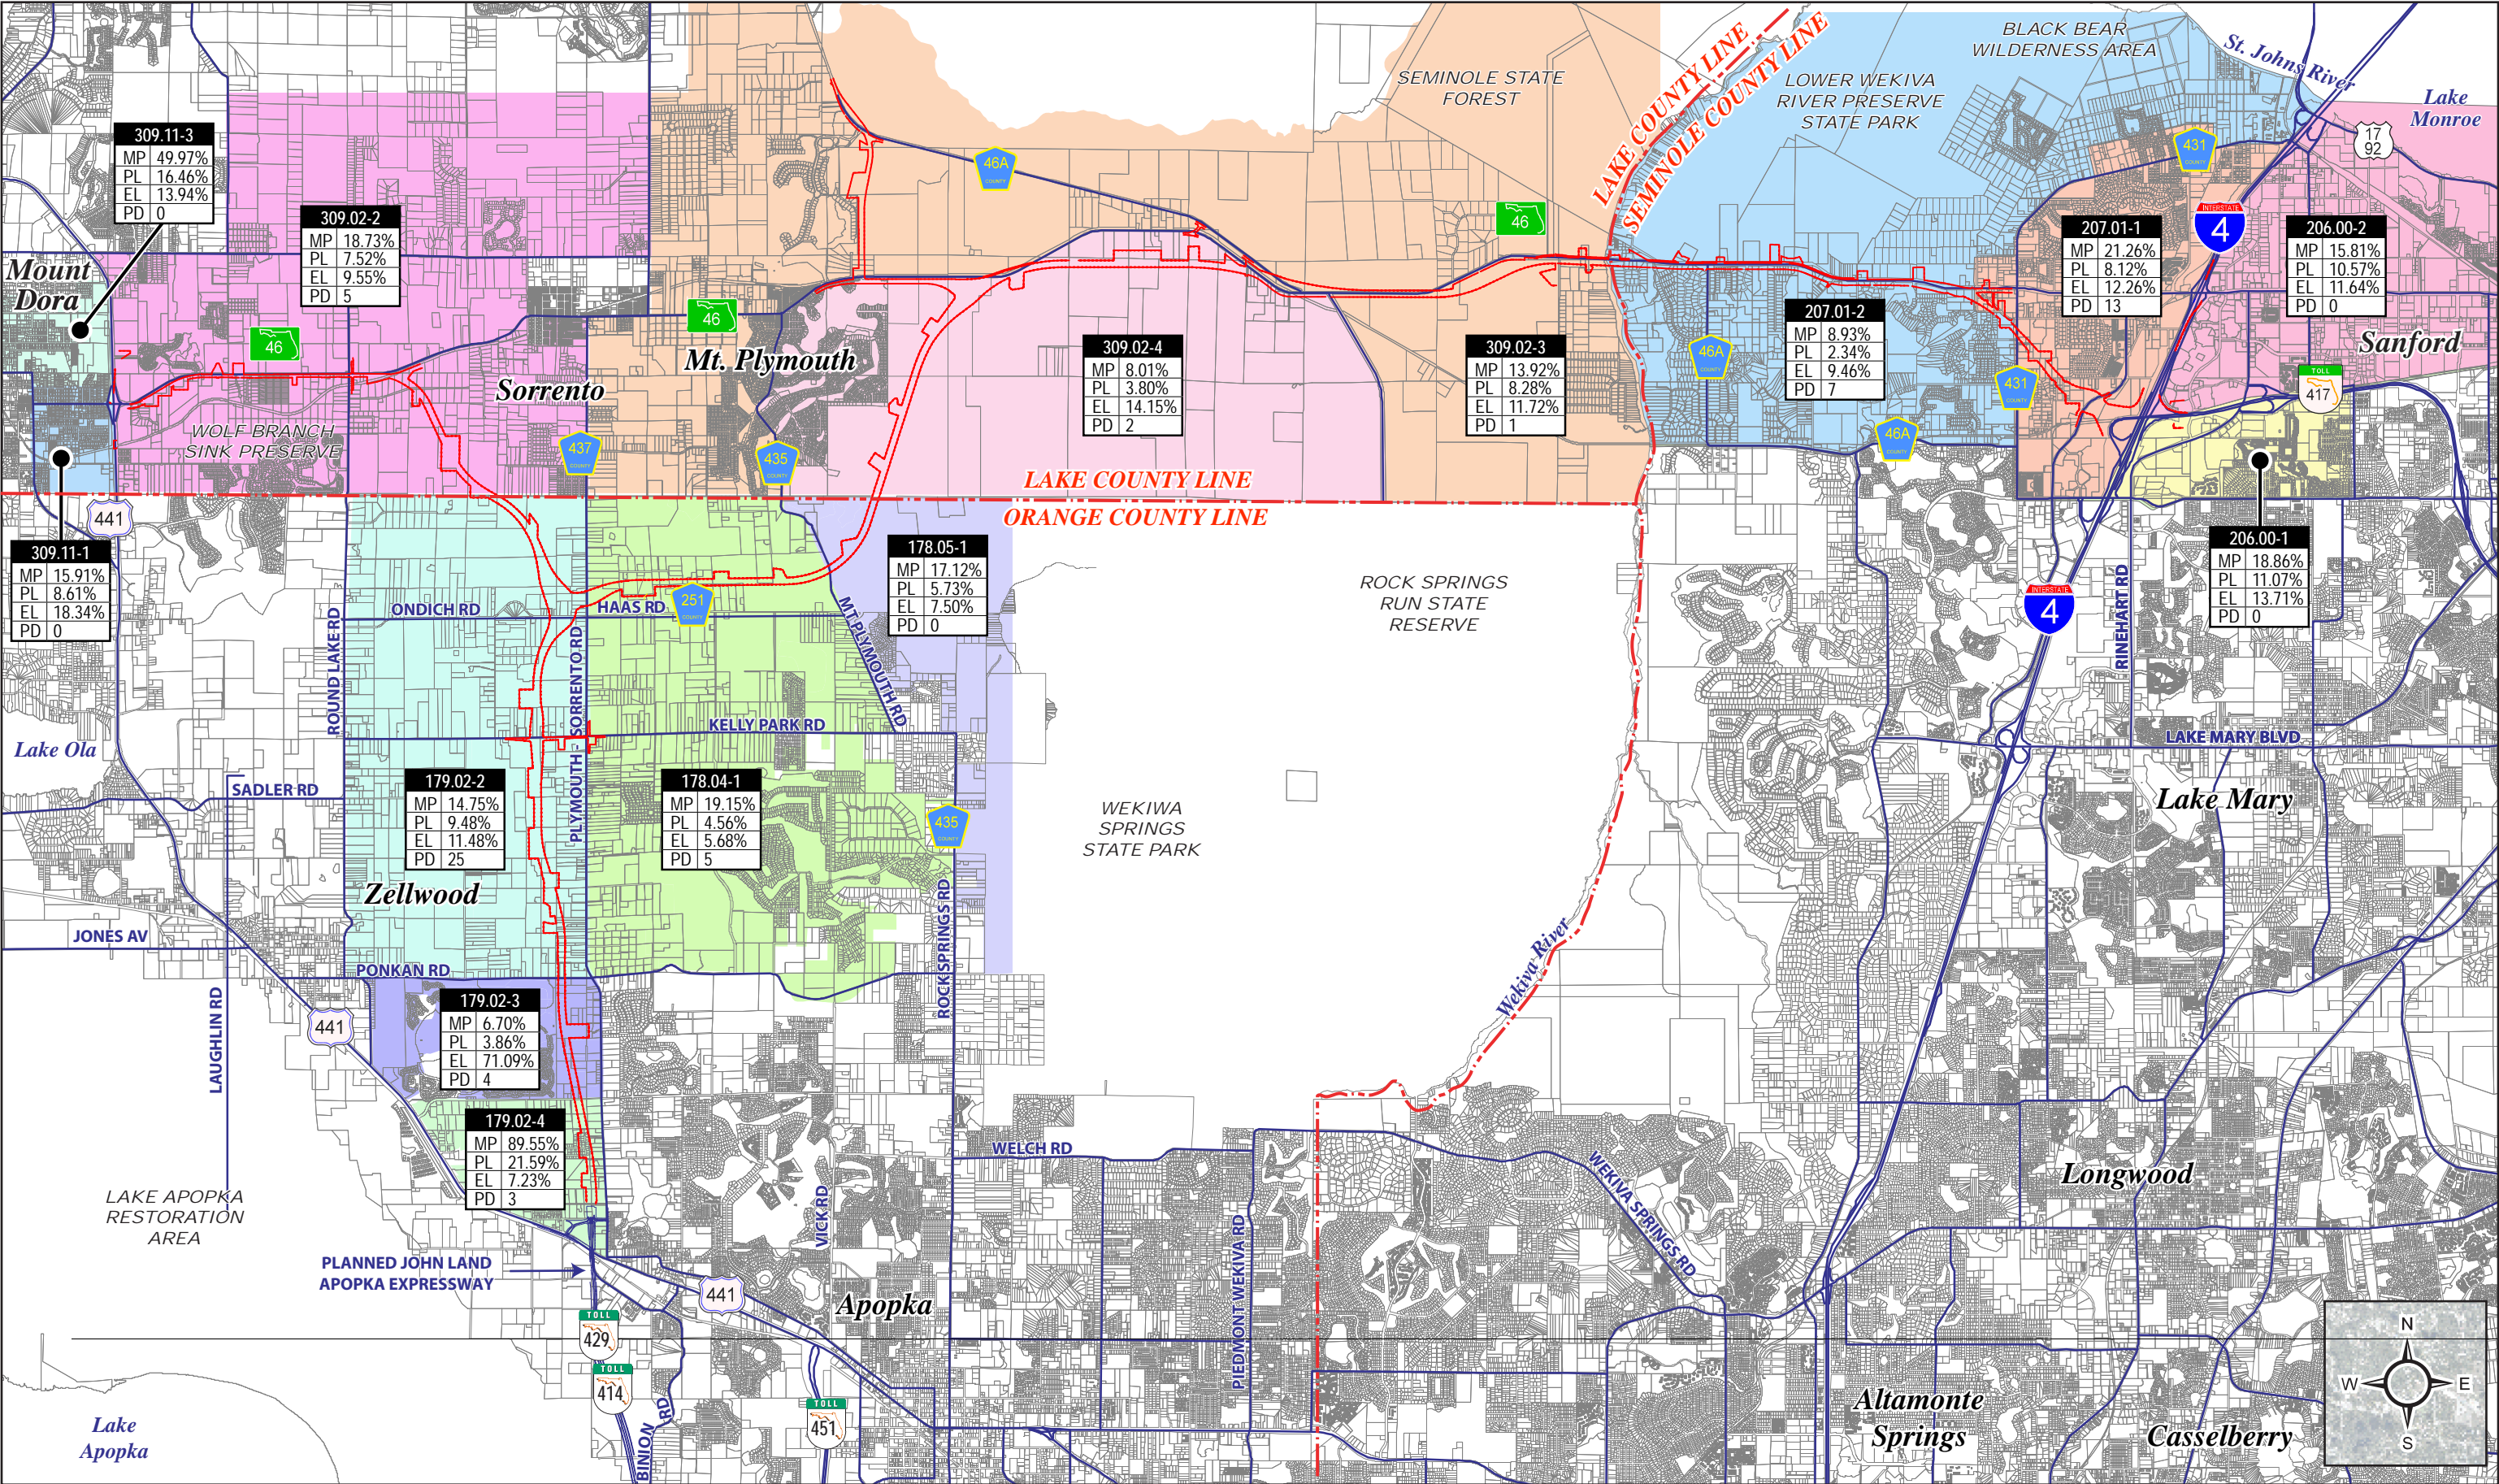 BLACK BEAR
WILDERNESS AREA
St. Johns River
Lake
Monroe
17
92
SEMINOLE STATE
FOREST
LOWER WEKIVA
RIVER PRESERVE
STATE PARK
LAKE COUNTY LINE
SEMINOLE COUNTY LINE
431
COUNTY
46A
COUNTY
309.11-3
MP 49.97%
PL 16.46%
EL 13.94%
PD 0
309.02-2
MP 18.73%
PL 7.52%
EL 9.55%
PD 5
46
INTERSTATE
4
207.01-1
MP 21.26%
PL 8.12%
EL 12.26%
PD 13
206.00-2
MP 15.81%
PL 10.57%
EL 11.64%
PD 0
Mount
Dora
46
46
Mt. Plymouth
Sorrento
309.02-4
MP 8.01%
PL 3.80%
EL 14.15%
PD 2
309.02-3
MP 13.92%
PL 8.28%
EL 11.72%
PD 1
207.01-2
MP 8.93%
PL 2.34%
EL 9.46%
PD 7
46A
COUNTY
431
COUNTY
46A
COUNTY
Sanford
TOLL
417
WOLF BRANCH
SINK PRESERVE
437
COUNTY
435
COUNTY
LAKE COUNTY LINE
ORANGE COUNTY LINE
441
309.11-1
MP 15.91%
PL 8.61%
EL 18.34%
PD 0
178.05-1
MP 17.12%
PL 5.73%
EL 7.50%
PD 0
206.00-1
MP 18.86%
PL 11.07%
EL 13.71%
PD 0
ROCK SPRINGS
RUN STATE
RESERVE
INTERSTATE
4
RINEHART RD
ROUND LAKE RD
ONDICH RD
HAAS RD
251
COUNTY
PLYMOUTH - SORRENTO RD
MT PLYMOUTH RD
KELLY PARK RD
Lake Ola
SADLER RD
LAKE MARY BLVD
Lake Mary
179.02-2
MP 14.75%
PL 9.48%
EL 11.48%
PD 25
178.04-1
MP 19.15%
PL 4.56%
EL 5.68%
PD 5
435
COUNTY
WEKIWA
SPRINGS
STATE PARK
Zellwood
JONES AV
PONKAN RD
ROCK SPRINGS RD
Wekiva River
LAUGHLIN RD
441
179.02-3
MP 6.70%
PL 3.86%
EL 71.09%
PD 4
179.02-4
MP 89.55%
PL 21.59%
EL 7.23%
PD 3
WELCH RD
WEKIVA SPRINGS RD
Longwood
LAKE APOPKA
RESTORATION
AREA
VICK RD
PIEDMONT WEKIVA RD
PLANNED JOHN LAND
APOPKA EXPRESSWAY
441
Apopka
TOLL
429
TOLL
414
BINION RD
TOLL
451
Lake
Apopka
Altamonte
Springs
Casselberry
N
W
E
S